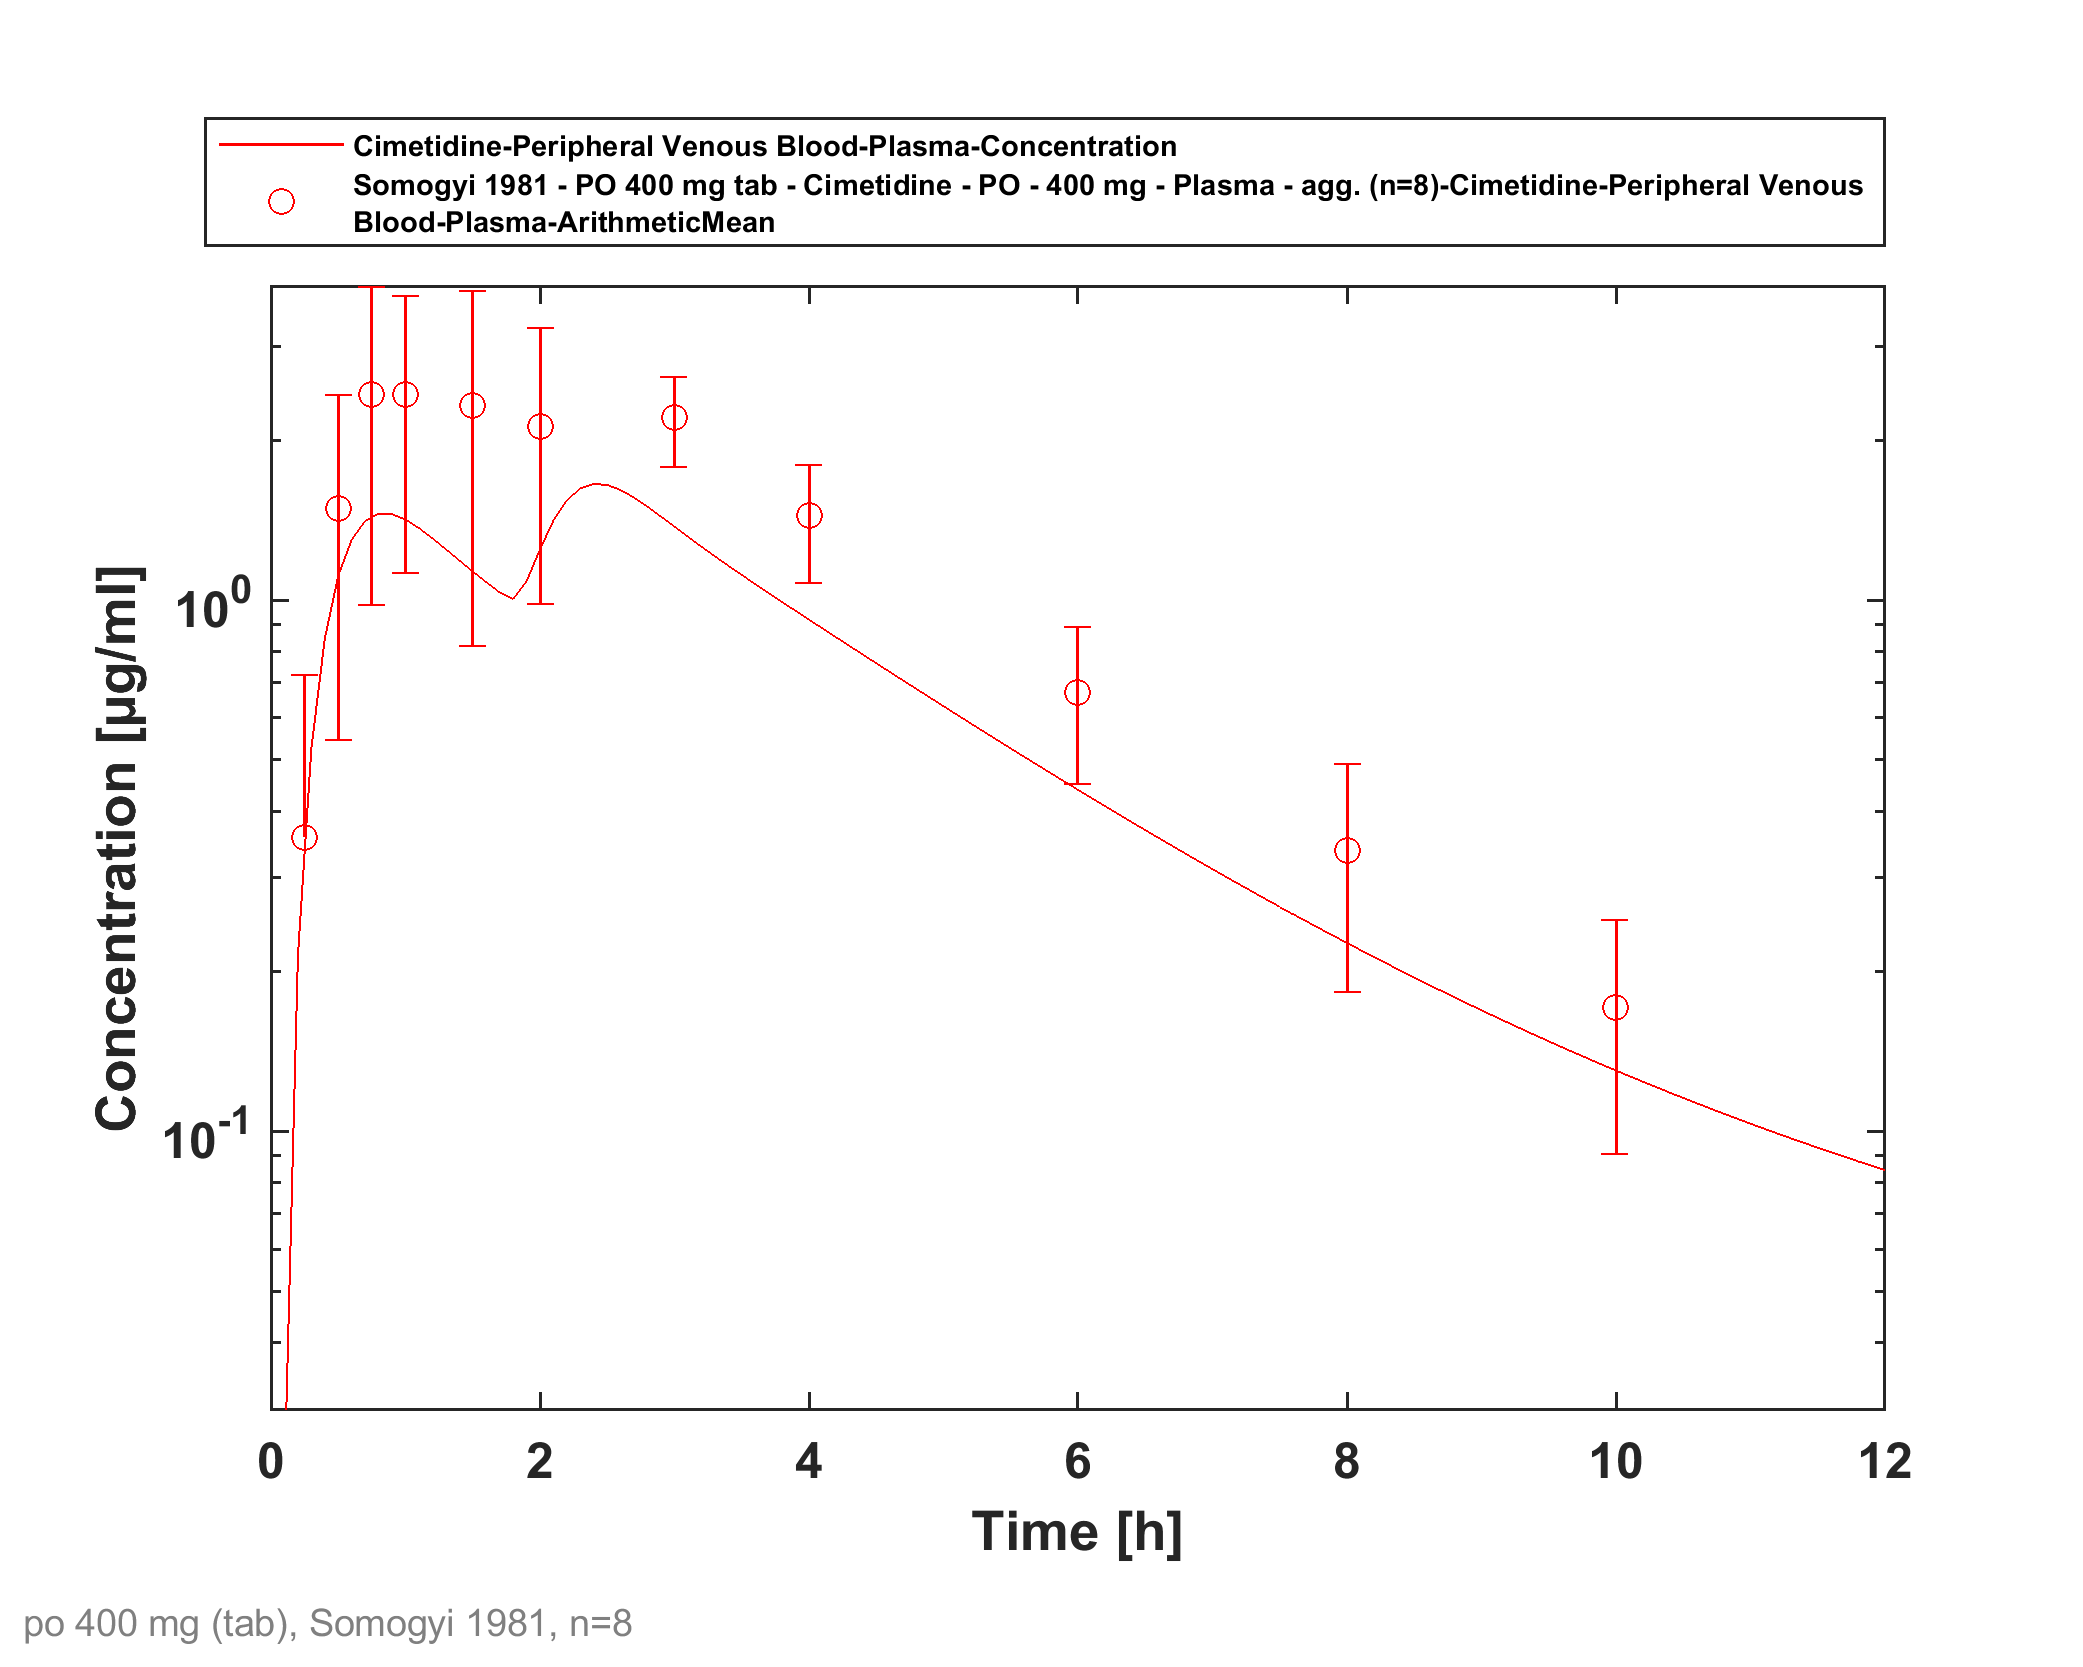 Cimetidine-Peripheral Venous Blood-Plasma-Concentration
Somogyi 1981 - PO 400 mg tab - Cimetidine - PO - 400 mg - Plasma - agg. (n=8)-Cimetidine-Peripheral Venous
Blood-Plasma-ArithmeticMean
Concentration [µg/ml]
10^0
10^-1
0 2 4 6 8 10 12
Time [h]
po 400 mg (tab), Somogyi 1981, n=8